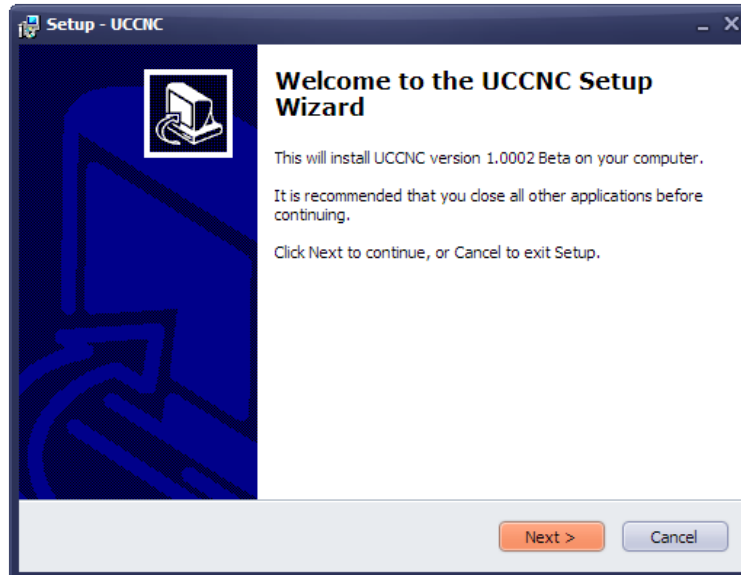 Setup - UCCNC
Welcome to the UCCNC Setup
Wizard
This will install UCCNC version 1.0002 Beta on your computer.
It is recommended that you close all other applications before
continuing.
Click Next to continue, or Cancel to exit Setup.
Next >
Cancel